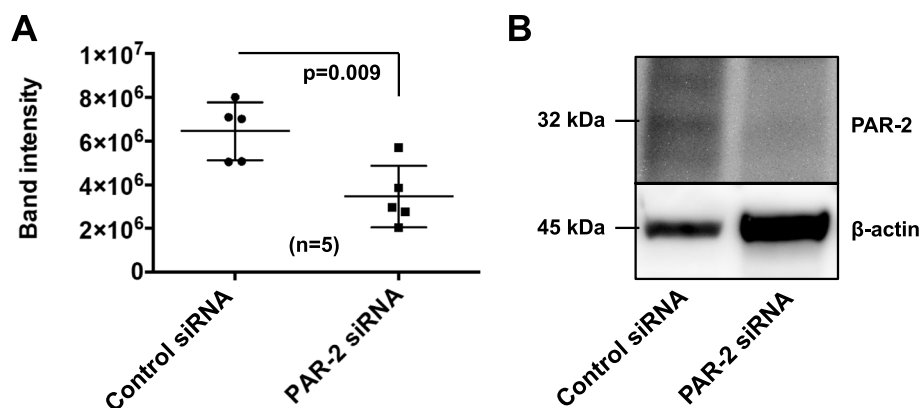 A
Band intensity
1×10⁷
8×10⁶
6×10⁶
4×10⁶
2×10⁶
0
p=0.009
(n=5)
Control siRNA
PAR-2 siRNA
B
32 kDa
PAR-2
45 kDa
β-actin
Control siRNA
PAR-2 siRNA